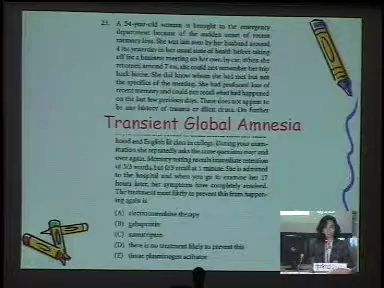 23. A 54-year-old woman is brought to the emergency
department because of the sudden onset of recent
memory loss. She was last seen by her husband around
4 PM yesterday in her usual state of health before taking
off for a business meeting on her own by car. When she
returned around 7 PM, she could not remember her trip
back home. She did know whom she had met but not
the specifics of the meeting. She had profound loss of
recent memory and could not recall what had happened
on the last few previous days. There does not appear to
be any history of trauma or illicit drugs. On further
Transient Global Amnesia
hood and English lit class in college. During your exam-
ination she repeatedly asks the same question over and
over again. Memory testing reveals immediate retention
of 3/3 words, but 0/3 recall at 1 minute. She is admitted
to the hospital and when you go to examine her 17
hours later, her symptoms have completely resolved.
The treatment most likely to prevent this from happen-
ing again is
(A) electroconvulsive therapy
(B) gabapentin
(C) sumatriptan
(D) there is no treatment likely to prevent this
(E) tissue plasminogen activator